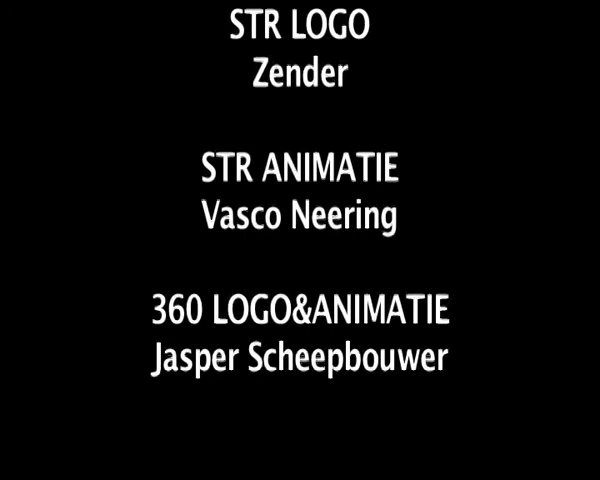 STR LOGO
Zender
STR ANIMATIE
Vasco Neering
360 LOGO&ANIMATIE
Jasper Scheepbouwer